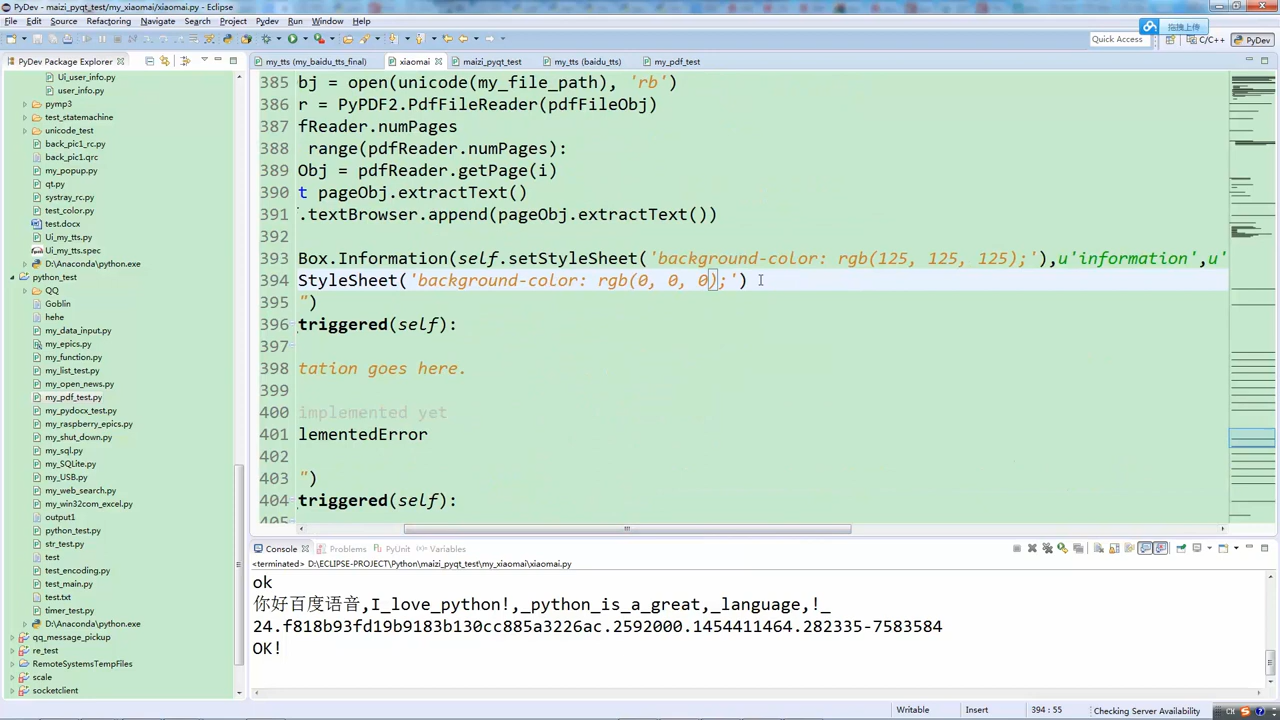 PyDev - maizi_pyqt_test/my_xiaomai/xiaomai.py - Eclipse
File Edit Source Refactoring Navigate Search Project Pydev Run Window Help
拖拽上传
Quick Access
C/C++
PyDev
PyDev Package Explorer
my_tts (my_baidu_tts_final)
xiaomai
maizi_pyqt_test
my_tts (baidu_tts)
my_pdf_test
Ui_user_info.py
user_info.py
pymp3
test_statemachine
unicode_test
back_pic1_rc.py
back_pic1.qrc
my_popup.py
qt.py
systray_rc.py
test_color.py
test.docx
Ui_my_tts.py
Ui_my_tts.spec
D:\Anaconda\python.exe
python_test
QQ
Goblin
hehe
my_data_input.py
my_epics.py
my_function.py
my_list_test.py
my_open_news.py
my_pdf_test.py
my_pydocx_test.py
my_raspberry_epics.py
my_shut_down.py
my_sql.py
my_SQLite.py
my_USB.py
my_web_search.py
my_win32com_excel.py
output1
python_test.py
str_test.py
test
test_encoding.py
test_main.py
test.txt
timer_test.py
D:\Anaconda\python.exe
qq_message_pickup
re_test
RemoteSystemsTempFiles
scale
socketclient
385 bj = open(unicode(my_file_path), 'rb')
386 r = PyPDF2.PdfFileReader(pdfFileObj)
387 fReader.numPages
388 range(pdfReader.numPages):
389 Obj = pdfReader.getPage(i)
390 t pageObj.extractText()
391 .textBrowser.append(pageObj.extractText())
392
393 Box.Information(self.setStyleSheet('background-color: rgb(125, 125, 125);'),u'information',u'
394 StyleSheet('background-color: rgb(0, 0, 0);')
395 ")
396 triggered(self):
397
398 tation goes here.
399
400 implemented yet
401 lementedError
402
403 ")
404 triggered(self):
405
Console Problems PyUnit Variables
<terminated> D:\ECLIPSE-PROJECT\Python\maizi_pyqt_test\my_xiaomai\xiaomai.py
ok
你好百度语音,I_love_python!,_python_is_a_great,_language,!_
24.f818b93fd19b9183b130cc885a3226ac.2592000.1454411464.282335-7583584
OK!
Writable Insert 394 : 55 Checking Server Availability
CH